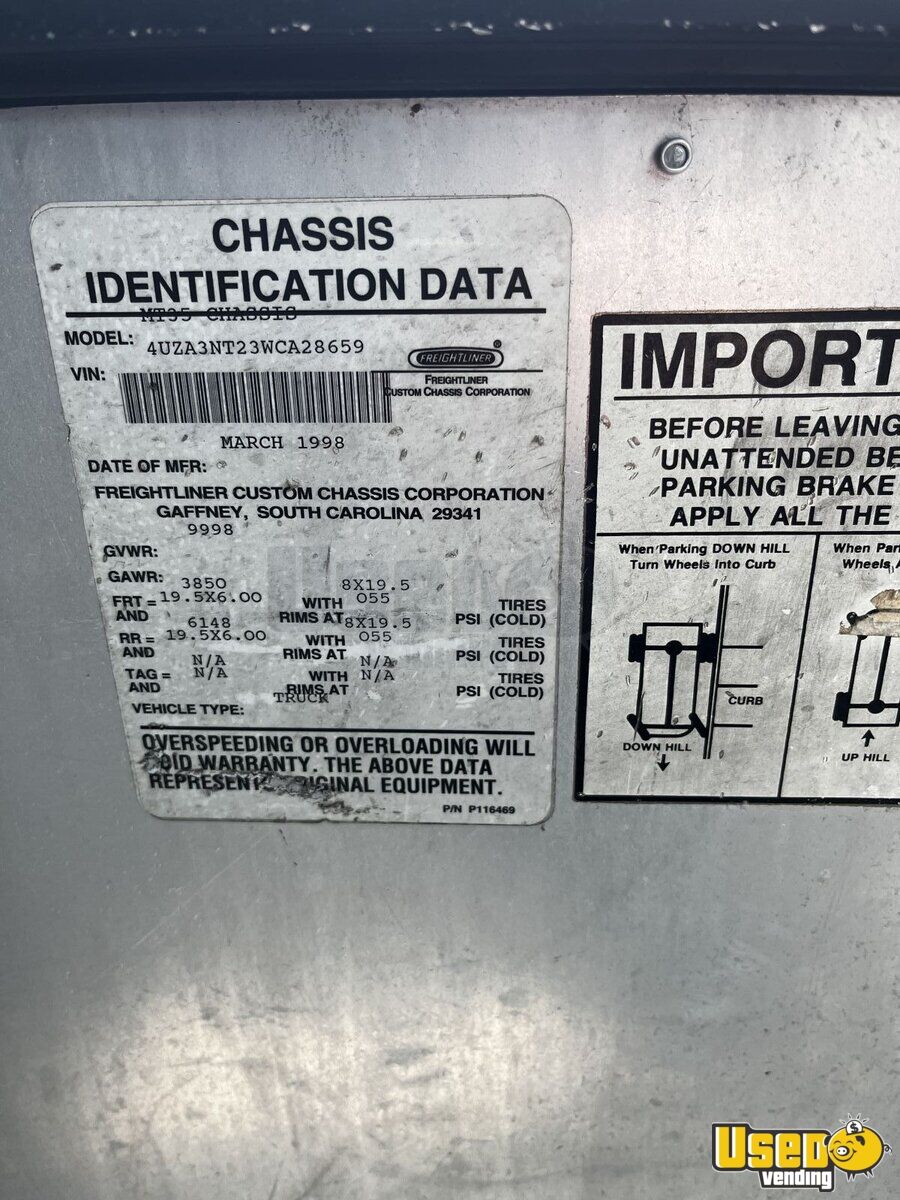 CHASSIS
IDENTIFICATION DATA
MT35 CHASSIS
MODEL:
4UZA3NT23WCA28659
FREIGHTLINER
VIN:
FREIGHTLINER
CUSTOM CHASSIS CORPORATION
MARCH 1998
DATE OF MFR:
FREIGHTLINER CUSTOM CHASSIS CORPORATION
GAFFNEY, SOUTH CAROLINA 29341
9998
GVWR:
GAWR: 3850 8X19.5
FRT = 19.5X6.00 WITH 055 TIRES
AND RIMS AT PSI (COLD)
6148 8X19.5
RR = 19.5X6.00 WITH 055 TIRES
AND RIMS AT PSI (COLD)
N/A N/A
TAG = N/A WITH N/A TIRES
AND RIMS AT PSI (COLD)
TRUCK
VEHICLE TYPE:
OVERSPEEDING OR OVERLOADING WILL
OID WARRANTY. THE ABOVE DATA
REPRESENT IGINAL EQUIPMENT.
P/N P116469
IMPORT
BEFORE LEAVING
UNATTENDED BE
PARKING BRAKE
APPLY ALL THE
When Parking DOWN HILL
Turn Wheels Into Curb
CURB
DOWN HILL
When Par
Wheels A
UP HILL
UsedVending